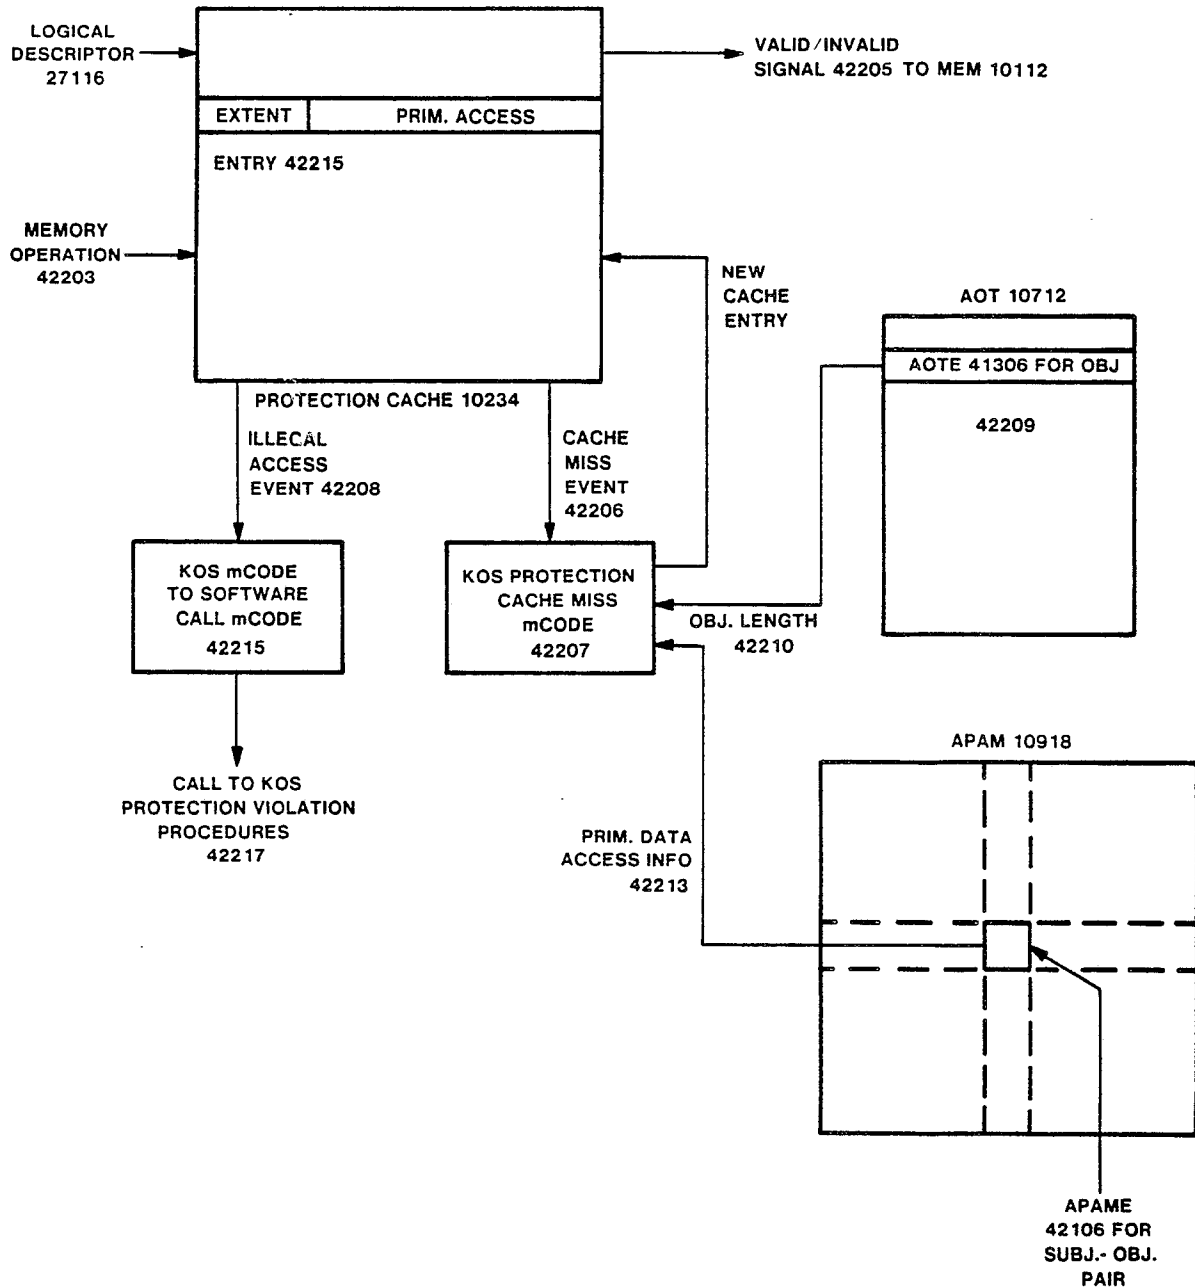 LOGICAL
DESCRIPTOR
27116
VALID/INVALID
SIGNAL 42205 TO MEM 10112
EXTENT
PRIM. ACCESS
ENTRY 42215
MEMORY
OPERATION
42203
NEW
CACHE
ENTRY
AOT 10712
AOTE 41306 FOR OBJ
42209
PROTECTION CACHE 10234
ILLECAL
ACCESS
EVENT 42208
CACHE
MISS
EVENT
42206
KOS mCODE
TO SOFTWARE
CALL mCODE
42215
KOS PROTECTION
CACHE MISS
mCODE
42207
OBJ. LENGTH
42210
CALL TO KOS
PROTECTION VIOLATION
PROCEDURES
42217
APAM 10918
PRIM. DATA
ACCESS INFO
42213
APAME
42106 FOR
SUBJ.- OBJ.
PAIR